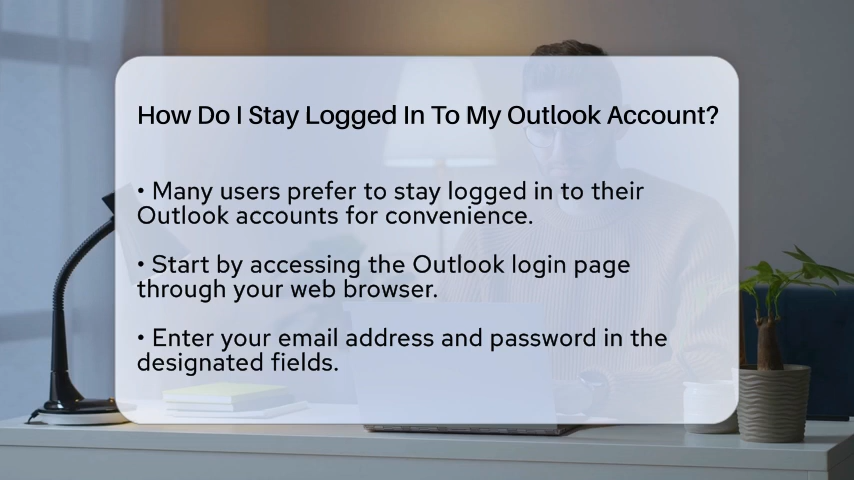 How Do I Stay Logged In To My Outlook Account?
• Many users prefer to stay logged in to their
Outlook accounts for convenience.
• Start by accessing the Outlook login page
through your web browser.
• Enter your email address and password in the
designated fields.